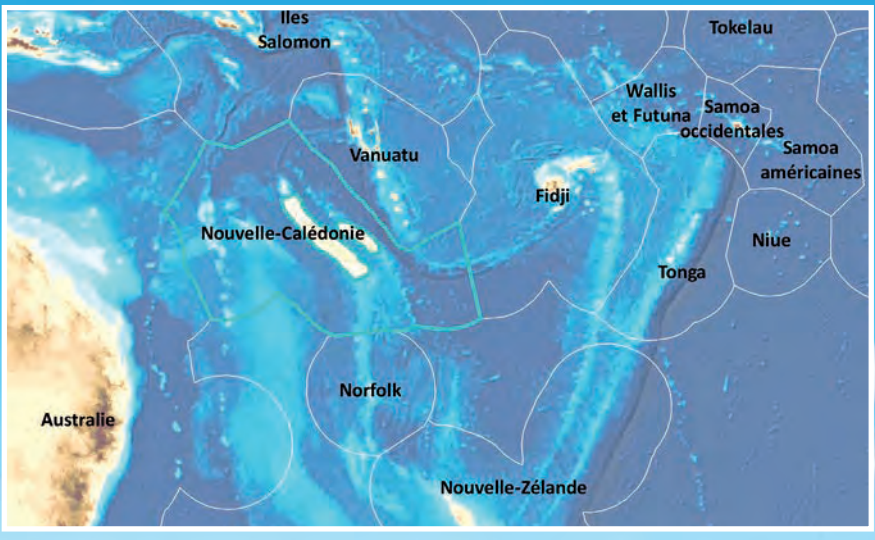 Iles
Salomon
Tokelau
Wallis
et Futuna
Samoa
occidentales
Samoa
américaines
Vanuatu
Fidji
Nouvelle-Calédonie
Niue
Tonga
Norfolk
Australie
Nouvelle-Zélande